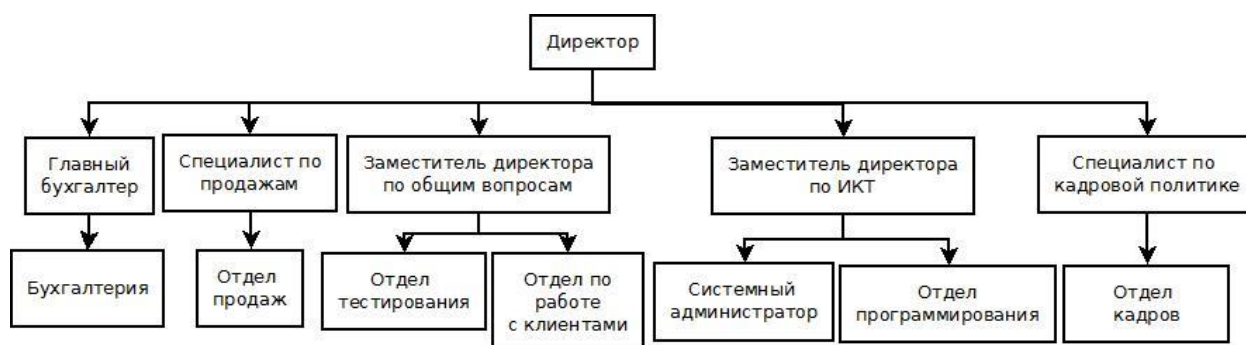 Директор
Главный
бухгалтер
Специалист по
продажам
Заместитель директора
по общим вопросам
Заместитель директора
по ИКТ
Специалист по
кадровой политике
Бухгалтерия
Отдел
продаж
Отдел
тестирования
Отдел по
работе
с клиентами
Системный
администратор
Отдел
программирования
Отдел
кадров